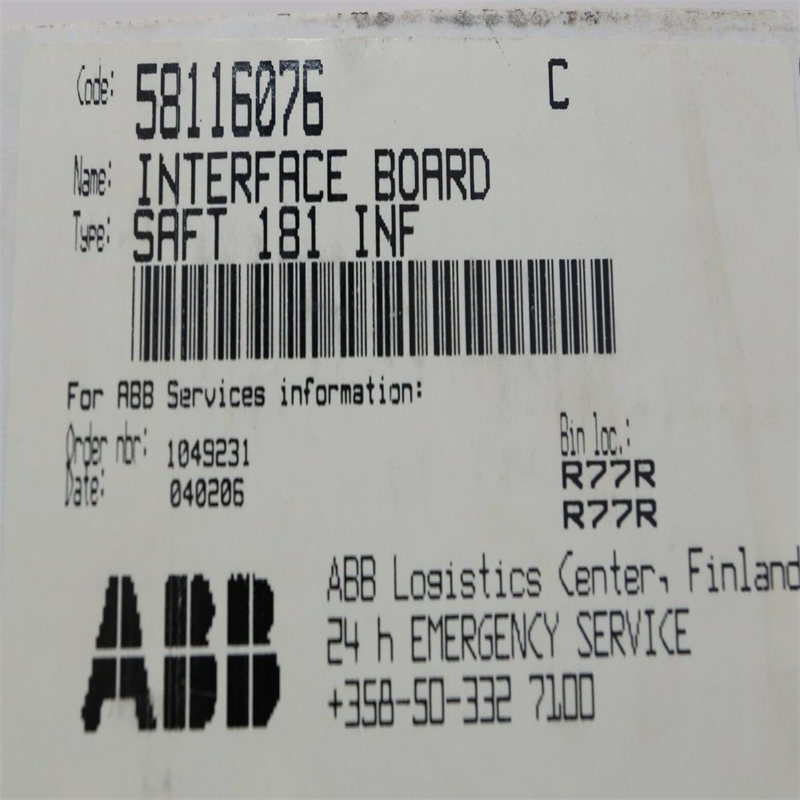 Code: 58116076 C
Name: INTERFACE BOARD
Type: SAFT 181 INF
For ABB Services information:
Order nbr: 1049231
Date: 040206
Bin loc.:
R77R
R77R
ABB
ABB Logistics Center, Finland
24 h EMERGENCY SERVICE
+358-50-332 7100